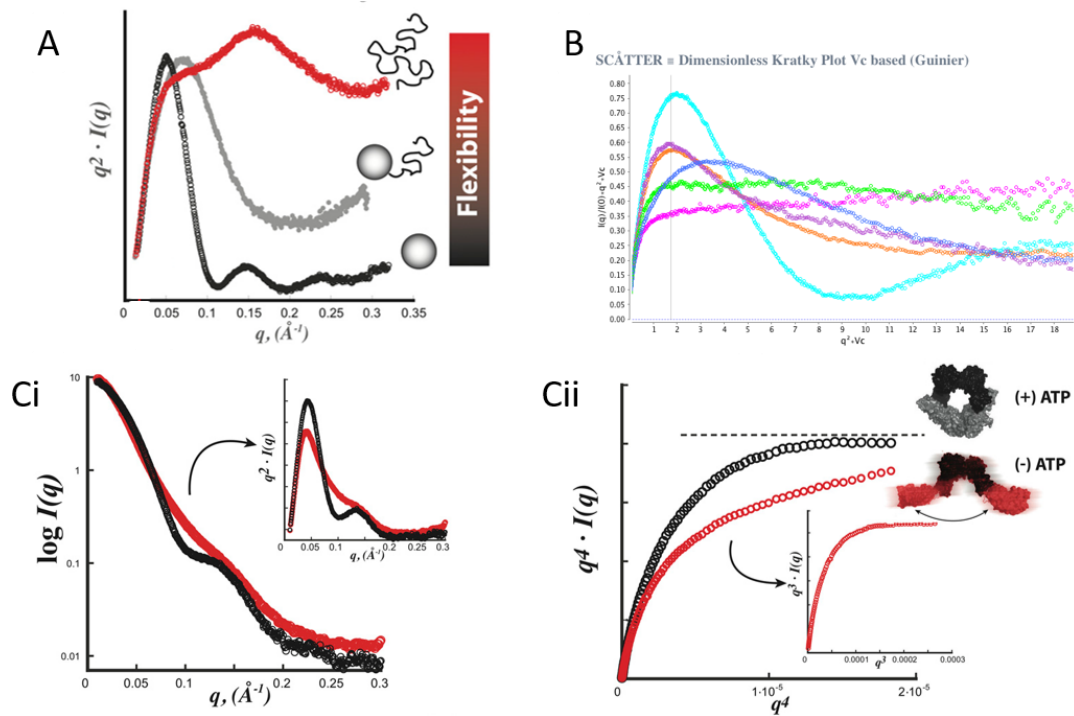 A
q² · I(q)
Flexibility
0
0.05
0.1
0.15
0.2
0.25
0.3
0.35
q, (Å⁻¹)
B
SCÅTTER ≡ Dimensionless Kratky Plot Vc based (Guinier)
I(q)/I(0)∘q²∘Vc
0.80
0.75
0.70
0.65
0.60
0.55
0.50
0.45
0.40
0.35
0.30
0.25
0.20
0.15
0.10
0.05
0.00
1 2 3 4 5 6 7 8 9 10 11 12 13 14 15 16 17 18
q²∘Vc
Ci
log I(q)
10
1
0.1
0.01
0 0.1 0.15 0.2 0.25 0.3
q, (Å⁻¹)
q² · I(q)
0 0.05 0.1 0.2 0.3
q, (Å⁻¹)
Cii
q⁴ · I(q)
(+) ATP
(-) ATP
q³ · I(q)
0 0.0001 0.0002 0.0003
q³
0 1·10⁻⁵ 2·10⁻⁵
q⁴